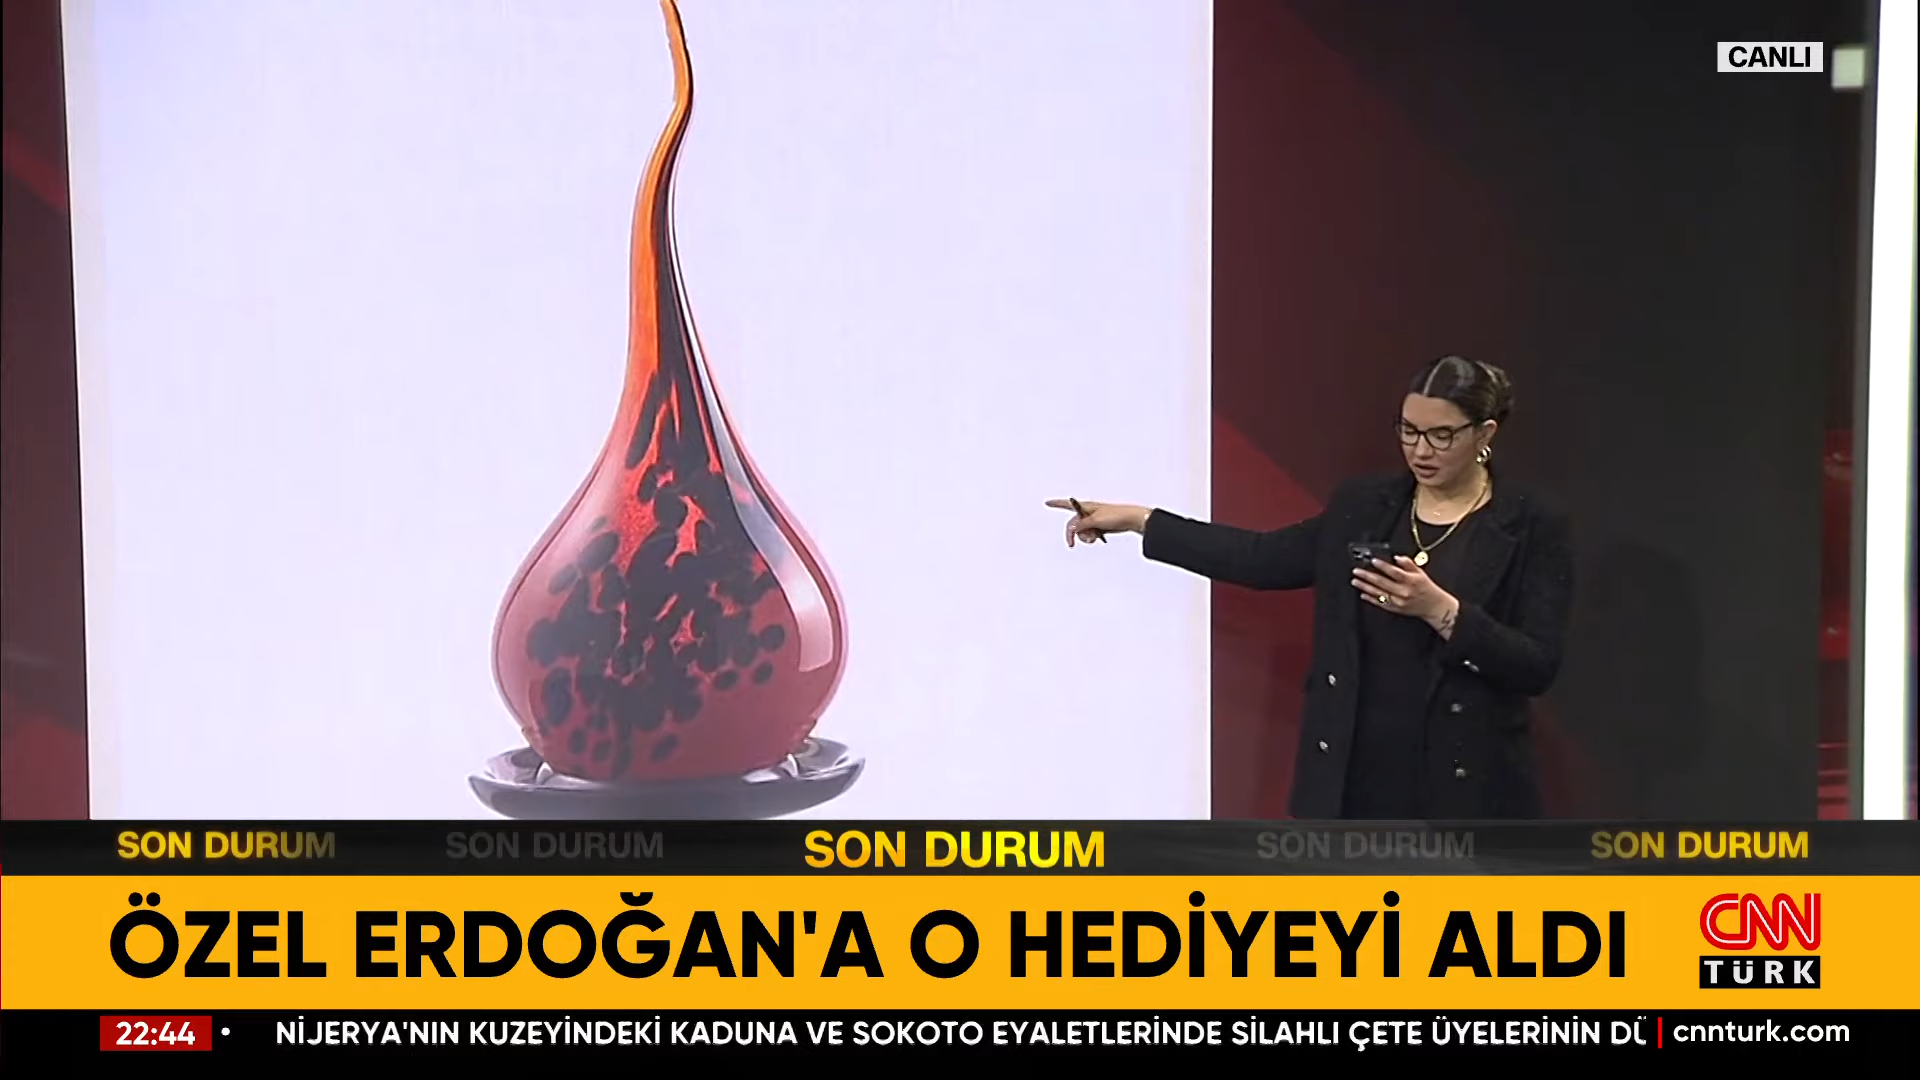 CANLI
SON DURUM SON DURUM SON DURUM SON DURUM SON DURUM
ÖZEL ERDOĞAN'A O HEDİYEYİ ALDI
CNN
TÜRK
22:44 • NİJERYA'NIN KUZEYİNDEKİ KADUNA VE SOKOTO EYALETLERİNDE SİLAHLI ÇETE ÜYELERİNİN
cnnturk.com